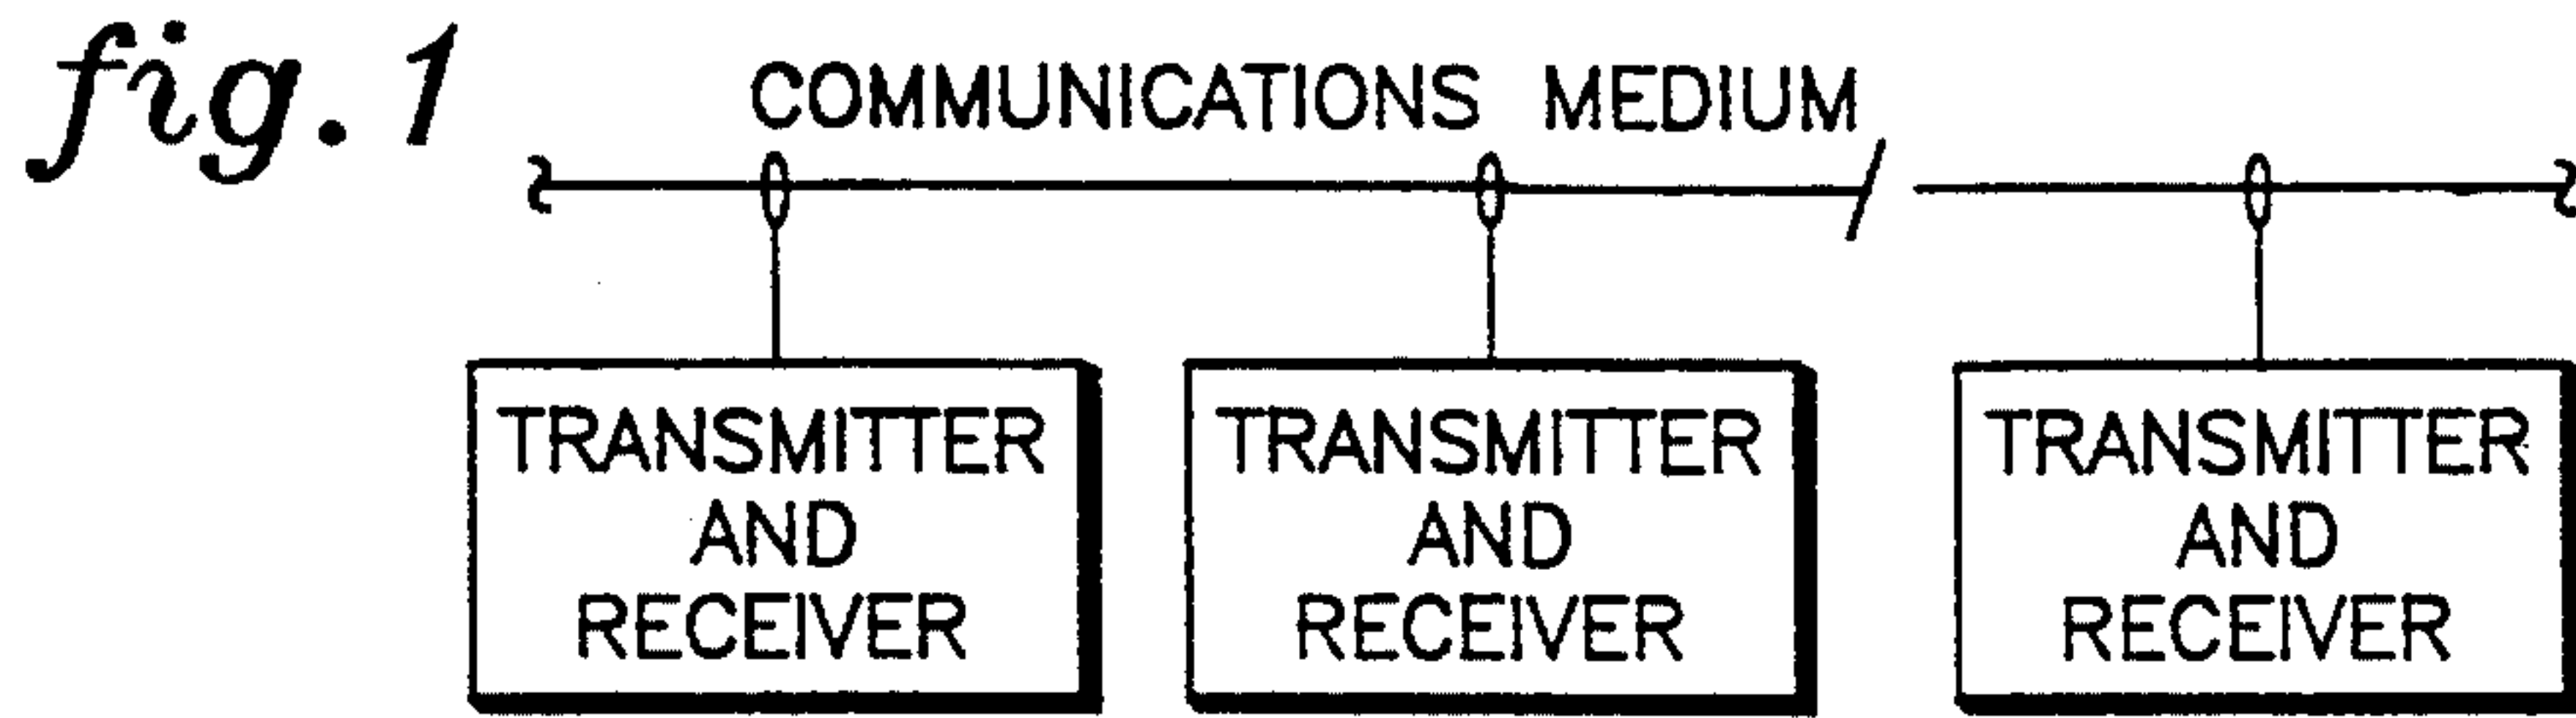 fig. 1
COMMUNICATIONS MEDIUM
TRANSMITTER
AND
RECEIVER
TRANSMITTER
AND
RECEIVER
TRANSMITTER
AND
RECEIVER